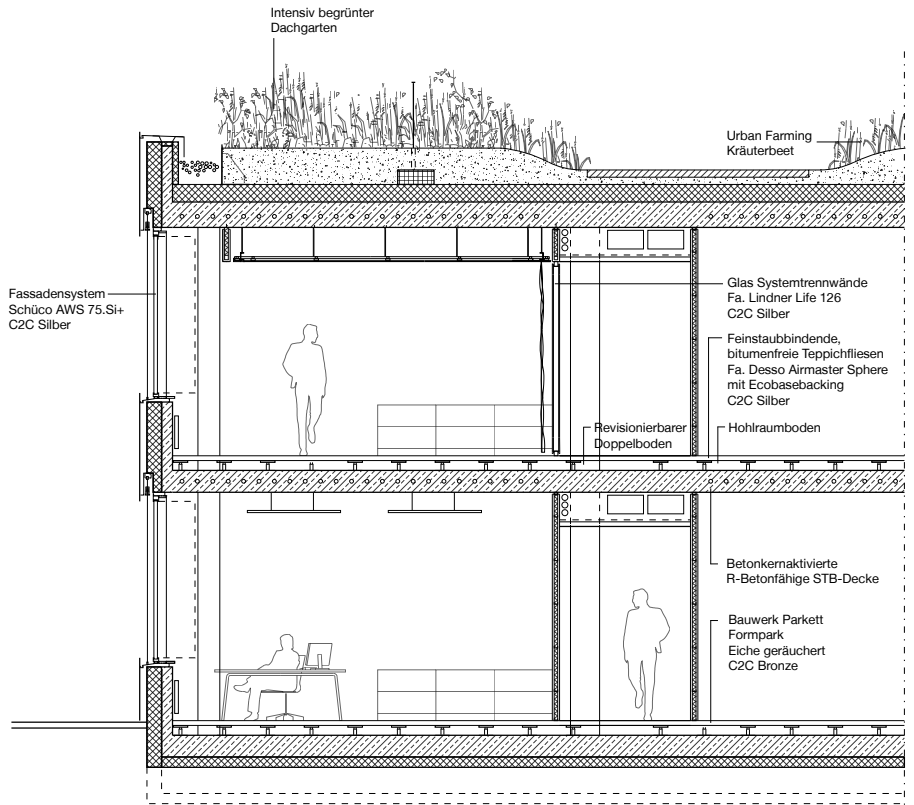 Intensiv begrünter
Dachgarten
Urban Farming
Kräuterbeet
Fassadensystem
Schüco AWS 75.Si+
C2C Silber
Glas Systemtrennwände
Fa. Lindner Life 126
C2C Silber
Feinstaubbindende,
bitumenfreie Teppichfliesen
Fa. Desso Airmaster Sphere
mit Ecobasebacking
C2C Silber
Revisionierbarer
Doppelboden
Hohlraumboden
Betonkernaktivierte
R-Betonfähige STB-Decke
Bauwerk Parkett
Formpark
Eiche geräuchert
C2C Bronze